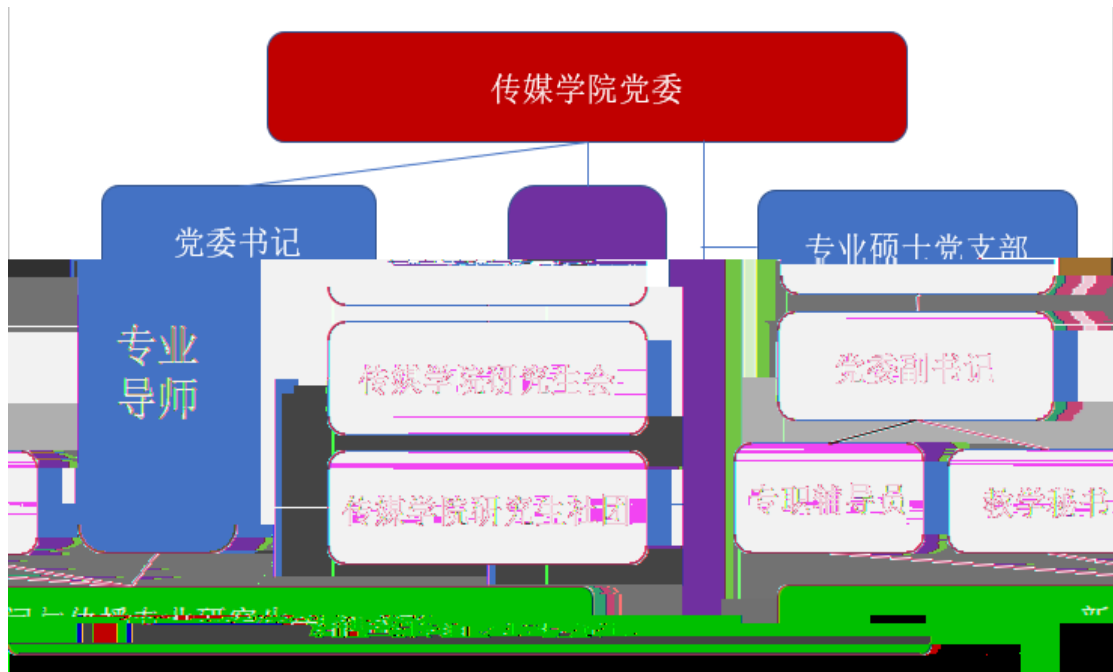 传媒学院党委
党委书记
专业硕士党支部
专业
导师
传媒学院研究生会
党委副书记
传媒学院研究生社团
专职辅导员
教学秘书